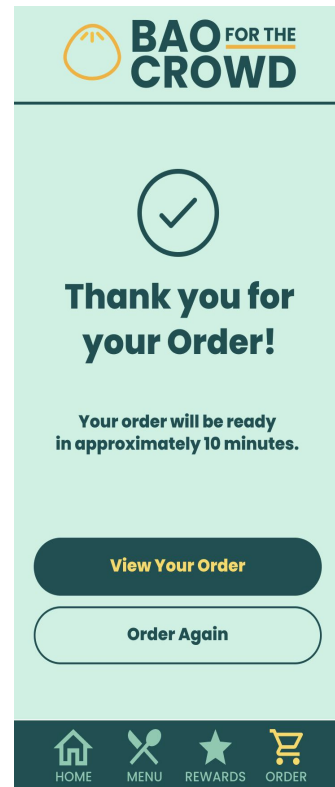 BAO FOR THE
CROWD
Thank you for
your Order!
Your order will be ready
in approximately 10 minutes.
View Your Order
Order Again
HOME MENU REWARDS ORDER